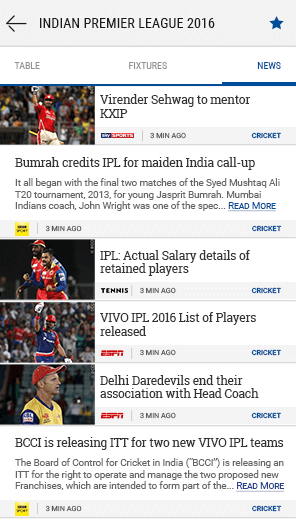 INDIAN PREMIER LEAGUE 2016
TABLE FIXTURES NEWS
Virender Sehwag to mentor
KXIP
sky SPORTS 3 MIN AGO CRICKET
Bumrah credits IPL for maiden India call-up
It all began with the final two matches of the Syed Mushtaq Ali
T20 tournament, 2013, for young Jasprit Bumrah. Mumbai
Indians coach, John Wright was one of the spec... READ MORE
3 MIN AGO CRICKET
IPL: Actual Salary details of
retained players
TENNIS 3 MIN AGO CRICKET
VIVO IPL 2016 List of Players
released
ESPN 3 MIN AGO CRICKET
Delhi Daredevils end their
association with Head Coach
ESPN 3 MIN AGO CRICKET
BCCI is releasing ITT for two new VIVO IPL teams
The Board of Control for Cricket in India ("BCCI") is releasing an
ITT for the right to operate and manage the two proposed new
Franchises, which are intended to form part of the... READ MORE
3 MIN AGO CRICKET